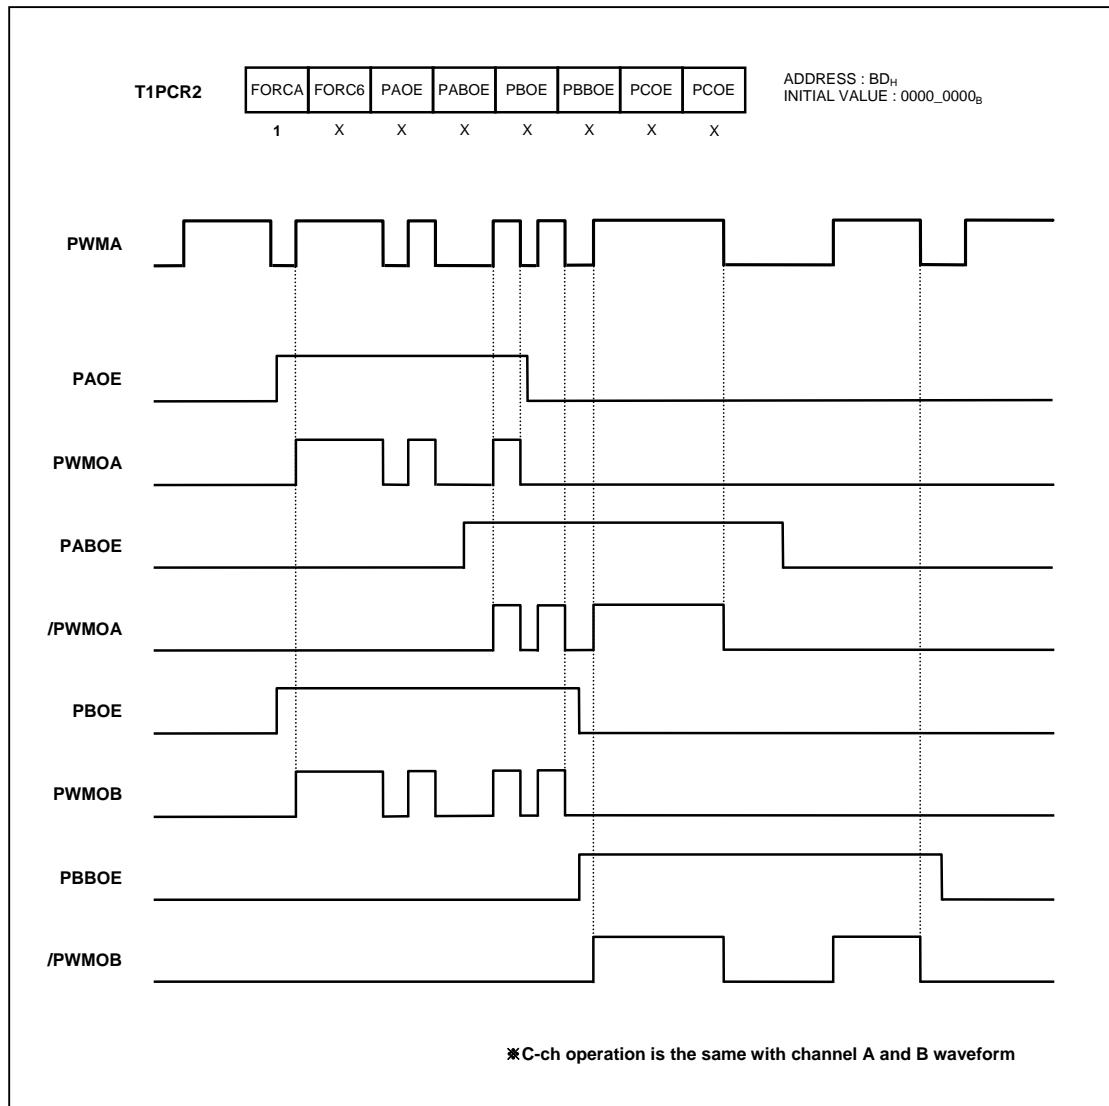 T1PCR2
FORCA FORC6 PAOE PABOE PBOE PBBOE PCOE PCOE
1 X X X X X X X
ADDRESS : BDH
INITIAL VALUE : 0000_0000B
PWMA
PAOE
PWMOA
PABOE
/PWMOA
PBOE
PWMOB
PBBOE
/PWMOB
※C-ch operation is the same with channel A and B waveform